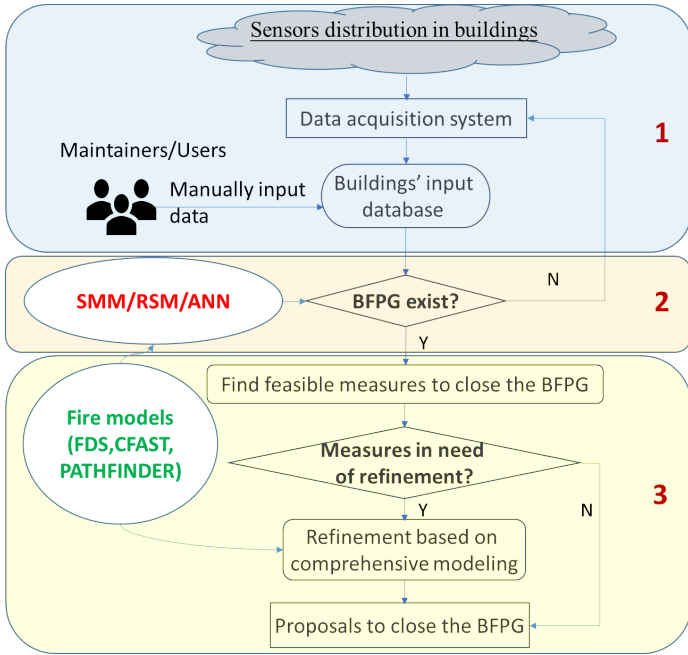 Sensors distribution in buildings
Data acquisition system
1
Maintainers/Users
Manually input
data
Buildings' input
database
N
SMM/RSM/ANN
BFPG exist?
2
Y
Find feasible measures to close the BFPG
Fire models
(FDS,CFAST,
PATHFINDER)
Measures in need
of refinement?
3
Y
N
Refinement based on
comprehensive modeling
Proposals to close the BFPG